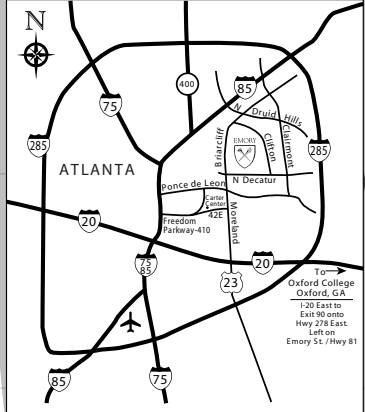 N
400
85
75
N Druid Hills
285
EMORY
Briarcliff
Clifton
Clairmont
285
ATLANTA
N Decatur
Ponce de Leon
Carter
Center
42E
Freedom
Parkway-410
Moreland
20
75
85
20
23
To
Oxford College
Oxford, GA
I-20 East to
Exit 90 onto
Hwy 278 East.
Left on
Emory St. / Hwy 81
85
75